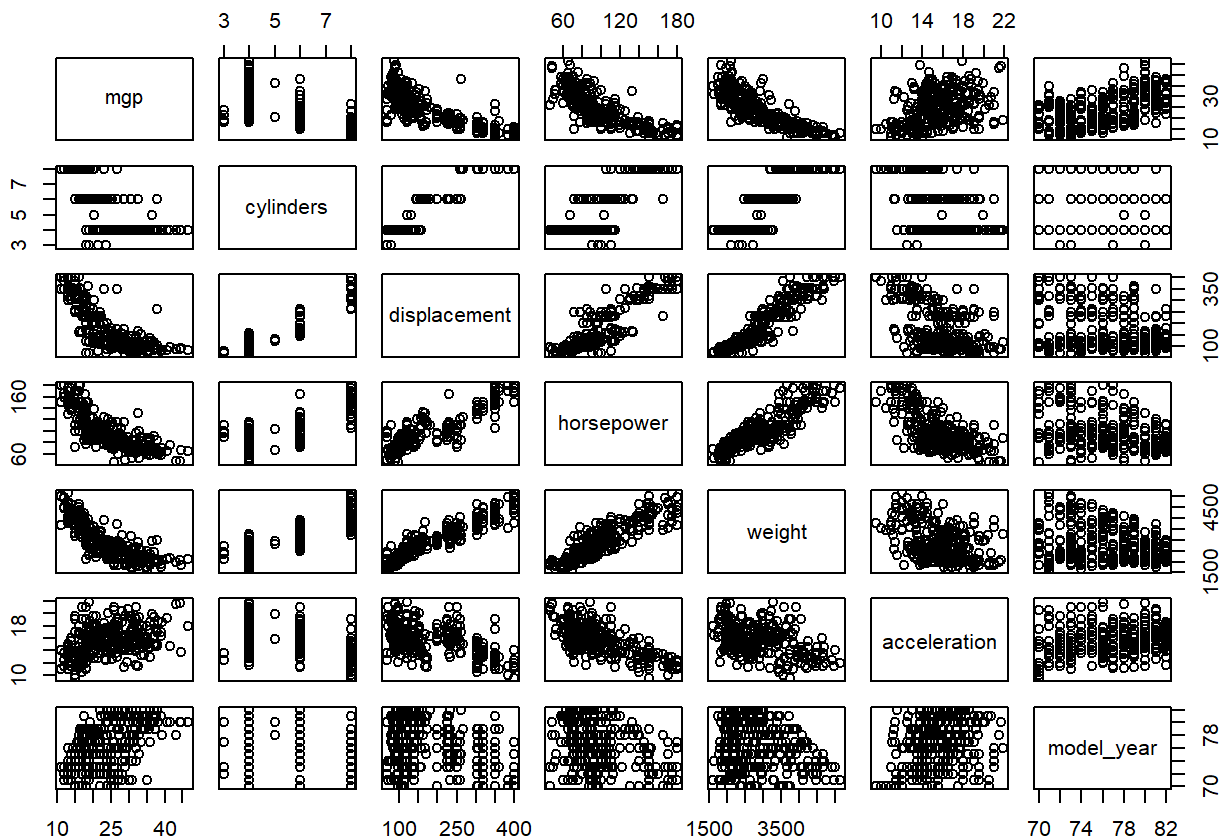 3 5 7 60 120 180 10 14 18 22
mgp 10 30
7 5 3 cylinders
displacement 350 100
160 60 horsepower
weight 4500 1500
18 10 acceleration
model_year 78 70
10 25 40 100 250 400 1500 3500 70 74 78 82